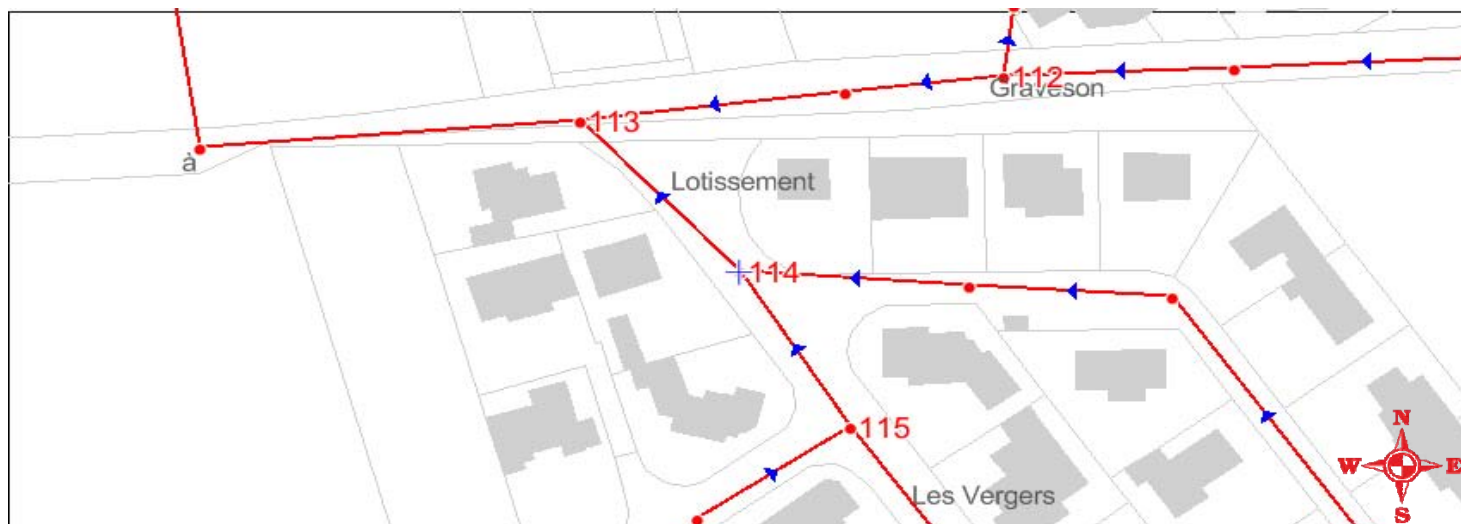 112
Graveson
113
à
Lotissement
114
115
Les Vergers
N
W E
S